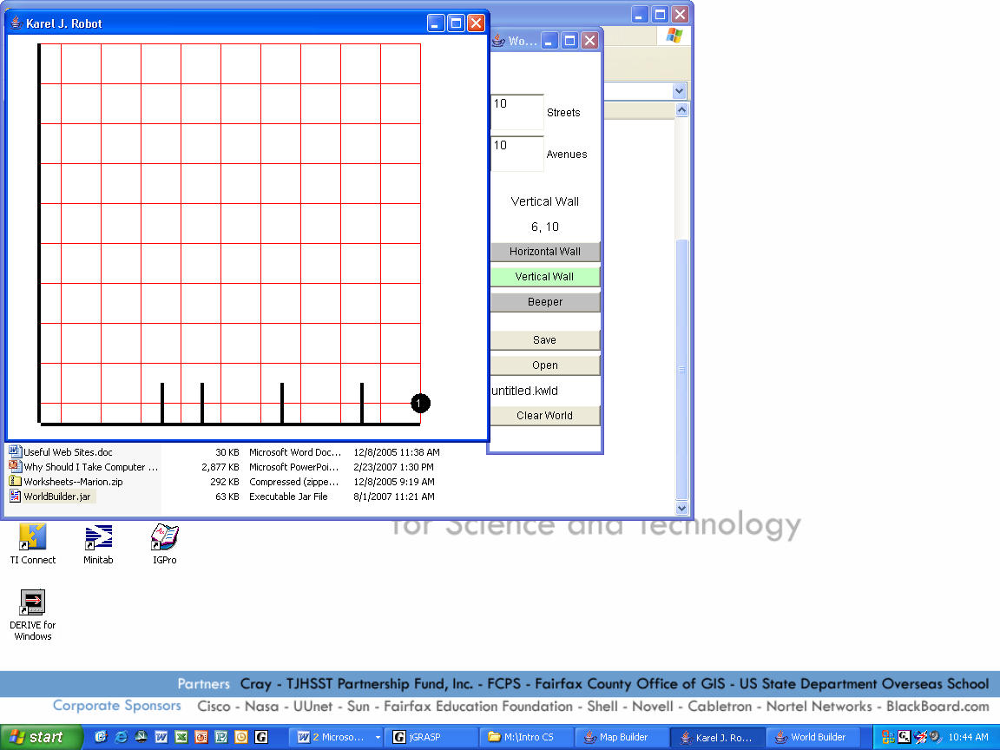 Karel J. Robot
1
Wo...
10
Streets
10
Avenues
Vertical Wall
6, 10
Horizontal Wall
Vertical Wall
Beeper
Save
Open
untitled.kwld
Clear World
Useful Web Sites.doc 30 KB Microsoft Word Doc... 12/8/2005 11:38 AM
Why Should I Take Computer ... 2,877 KB Microsoft PowerPoi... 2/23/2007 1:30 PM
Worksheets--Marion.zip 292 KB Compressed (zippe... 12/8/2005 9:19 AM
WorldBuilder.jar 63 KB Executable Jar File 8/1/2007 11:21 AM
for Science and Technology
TI Connect
Minitab
IGPro
DERIVE for
Windows
Partners Cray - TJHSST Partnership Fund, Inc. - FCPS - Fairfax County Office of GIS - US State Department Overseas School
Corporate Sponsors Cisco - Nasa - UUnet - Sun - Fairfax Education Foundation - Shell - Novell - Cabletron - Nortel Networks - BlackBoard.com
start 2 Microso... jGRASP M:\Intro CS Map Builder Karel J. Ro... World Builder 10:44 AM